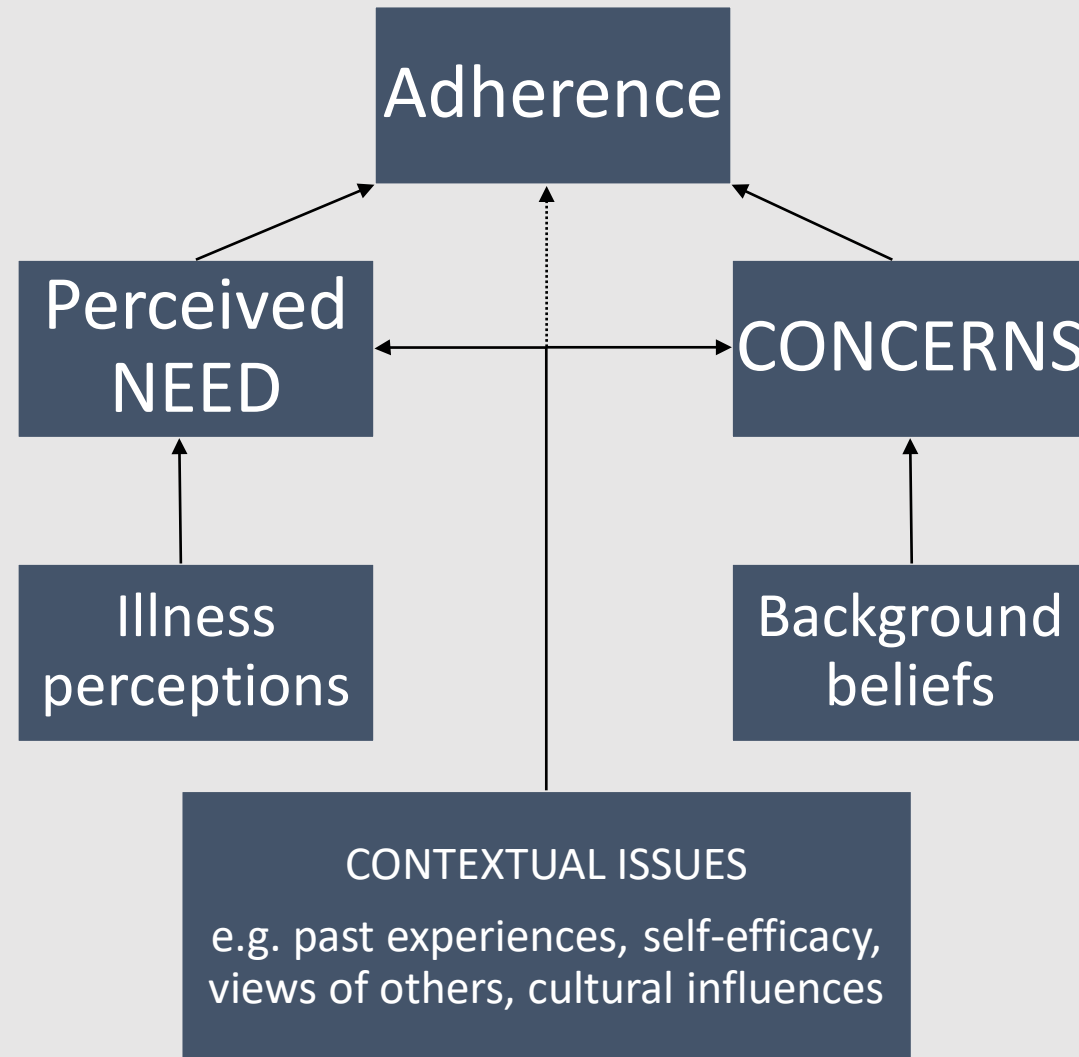 Adherence
Perceived
NEED
CONCERNS
Illness
perceptions
Background
beliefs
CONTEXTUAL ISSUES
e.g. past experiences, self-efficacy,
views of others, cultural influences